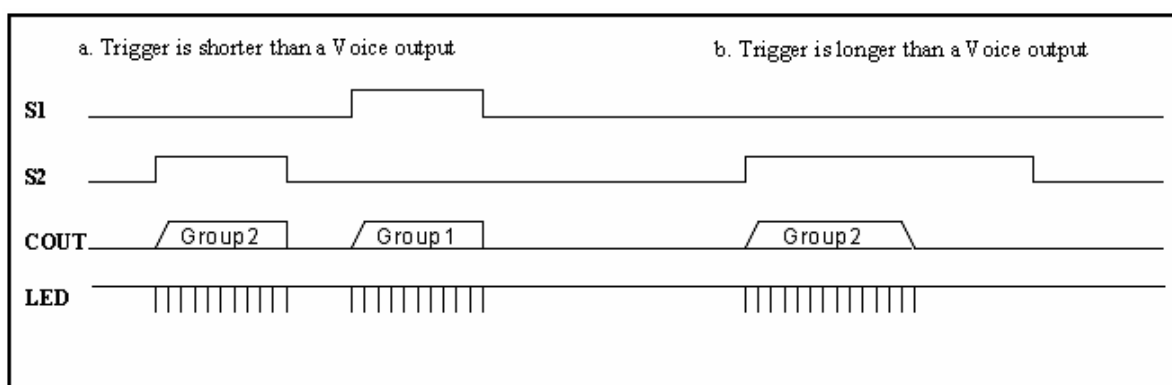 a. Trigger is shorter than a Voice output
b. Trigger is longer than a Voice output
S1
S2
COUT
Group2
Group1
Group2
LED